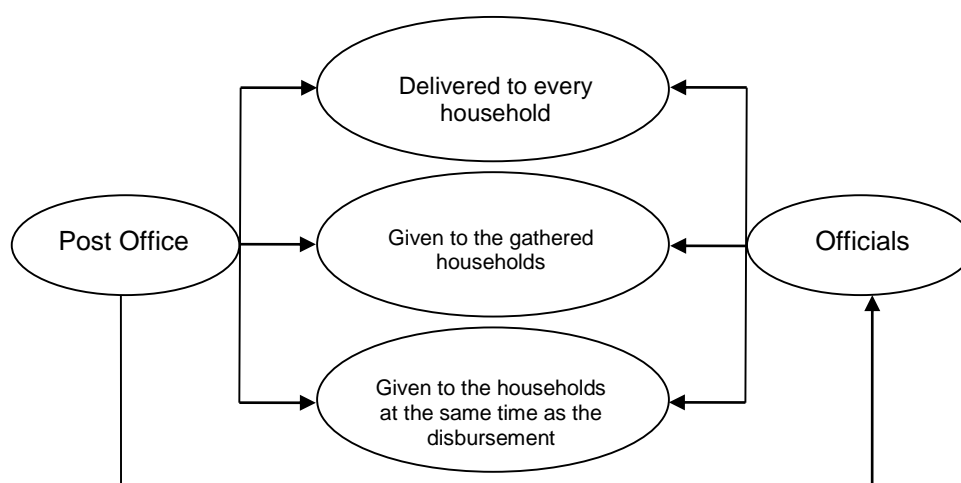 Delivered to every
household
Post Office
Given to the gathered
households
Officials
Given to the households
at the same time as the
disbursement